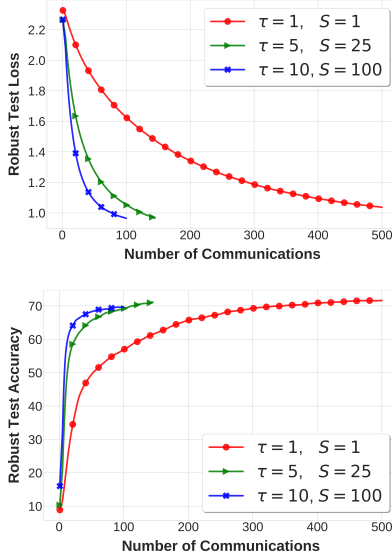 Robust Test Loss
2.2
2.0
1.8
1.6
1.4
1.2
1.0
τ = 1, S = 1
τ = 5, S = 25
τ = 10, S = 100
0 100 200 300 400 500
Number of Communications
Robust Test Accuracy
70
60
50
40
30
20
10
τ = 1, S = 1
τ = 5, S = 25
τ = 10, S = 100
0 100 200 300 400 500
Number of Communications